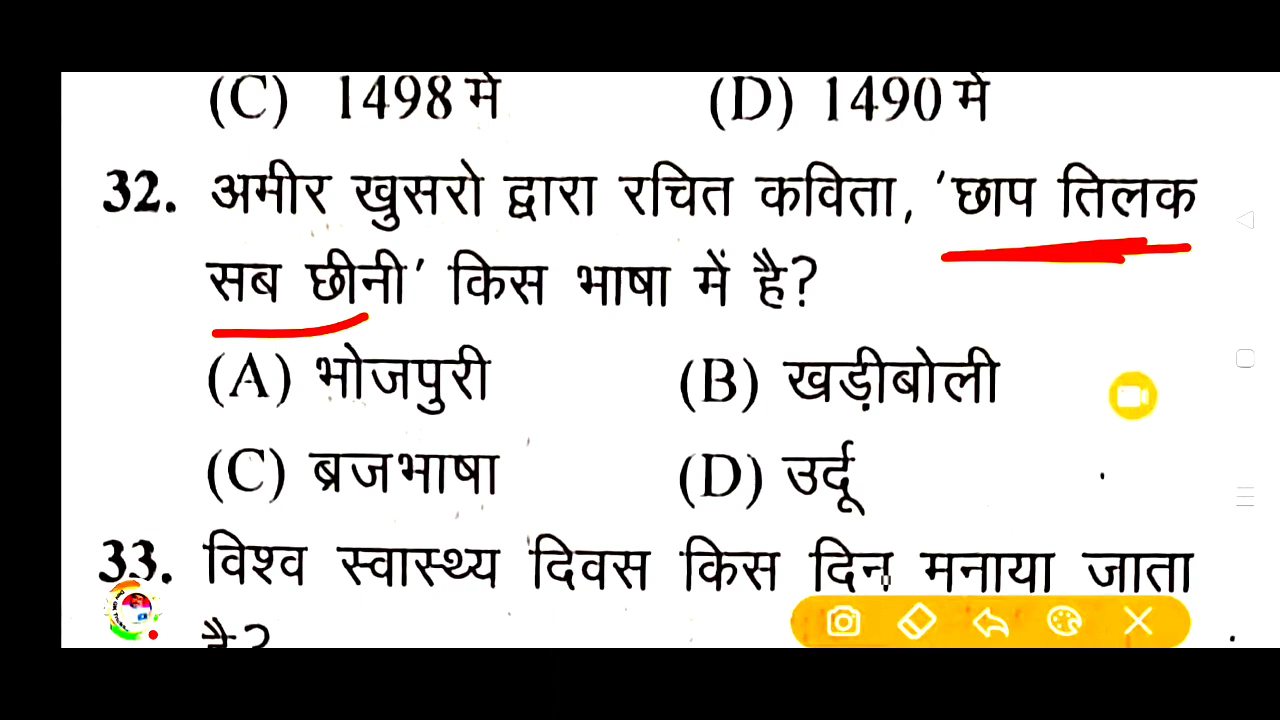 (C) 1498 में (D) 1490 में
32. अमीर खुसरो द्वारा रचित कविता, 'छाप तिलक
सब छीनी' किस भाषा में है?
(A) भोजपुरी (B) खड़ीबोली
(C) ब्रजभाषा (D) उर्दू
33. विश्व स्वास्थ्य दिवस किस दिन मनाया जाता
है?